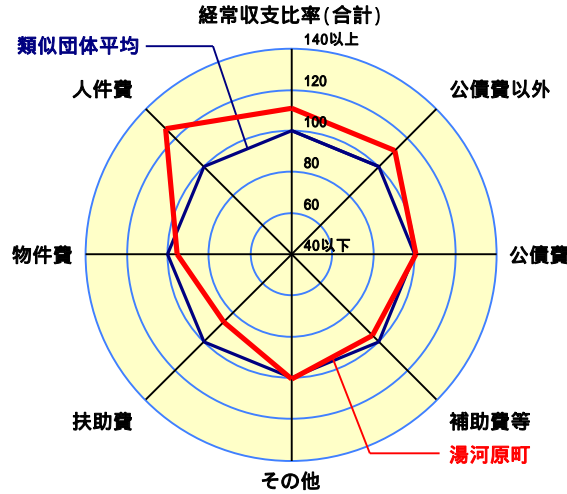 経常収支比率(合計)
類似団体平均
140以上
人件費
120
公債費以外
100
80
60
物件費
40以下
公債費
扶助費
補助費等
湯河原町
その他